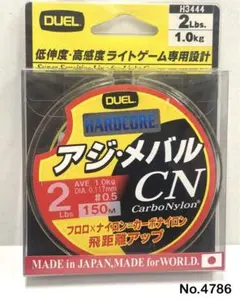 DUEL
H3444
2Lbs.
1.0kg
低伸度・高感度 ライトゲーム専用設計
DUEL
HARDCORE
アジ・メバル
2 Lbs
AVE 1.0kg
DIA. 0.117mm
#0.5
150M
CN
CarboNylon®
フロロ×ナイロン=カーボナイロン
飛距離アップ
MADE in JAPAN, MADE for WORLD.
No.4786